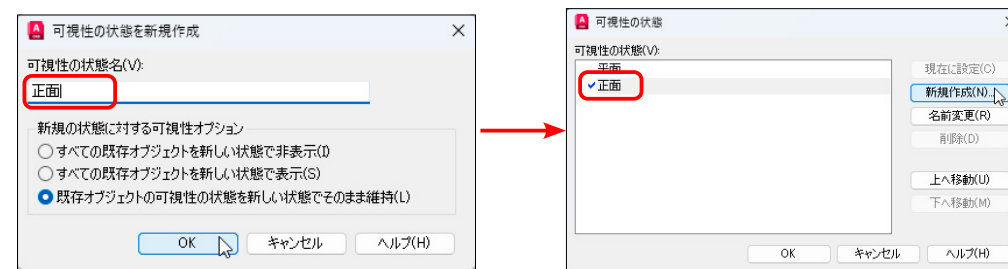 可視性の状態を新規作成
可視性の状態名(V):
正面
新規の状態に対する可視性オプション
すべての既存オブジェクトを新しい状態で非表示(I)
すべての既存オブジェクトを新しい状態で表示(S)
既存オブジェクトの可視性の状態を新しい状態でそのまま維持(L)
OK
キャンセル
ヘルプ(H)
可視性の状態
可視性の状態(V):
平面
正面
現在に設定(C)
新規作成(N)...
名前変更(R)
削除(D)
上へ移動(U)
下へ移動(M)
OK
キャンセル
ヘルプ(H)